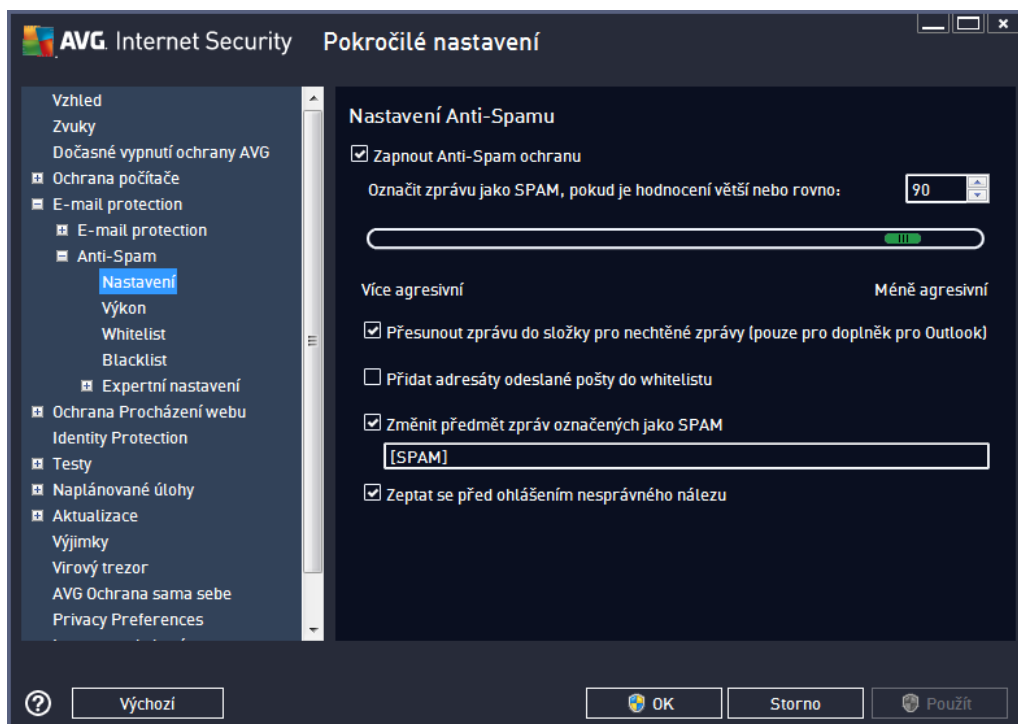 AVG. Internet Security Pokročilé nastavení
Vzhled
Zvuky
Dočasné vypnutí ochrany AVG
Ochrana počítače
E-mail protection
E-mail protection
Anti-Spam
Nastavení
Výkon
Whitelist
Blacklist
Expertní nastavení
Ochrana Procházení webu
Identity Protection
Testy
Naplánované úlohy
Aktualizace
Výjimky
Virový trezor
AVG Ochrana sama sebe
Privacy Preferences
Nastavení Anti-Spamu
Zapnout Anti-Spam ochranu
Označit zprávu jako SPAM, pokud je hodnocení větší nebo rovno: 90
Více agresivní Méně agresivní
Přesunout zprávu do složky pro nechtěné zprávy (pouze pro doplněk pro Outlook)
Přidat adresáty odeslané pošty do whitelistu
Změnit předmět zpráv označených jako SPAM
[SPAM]
Zeptat se před ohlášením nesprávného nálezu
Výchozí OK Storno Použít